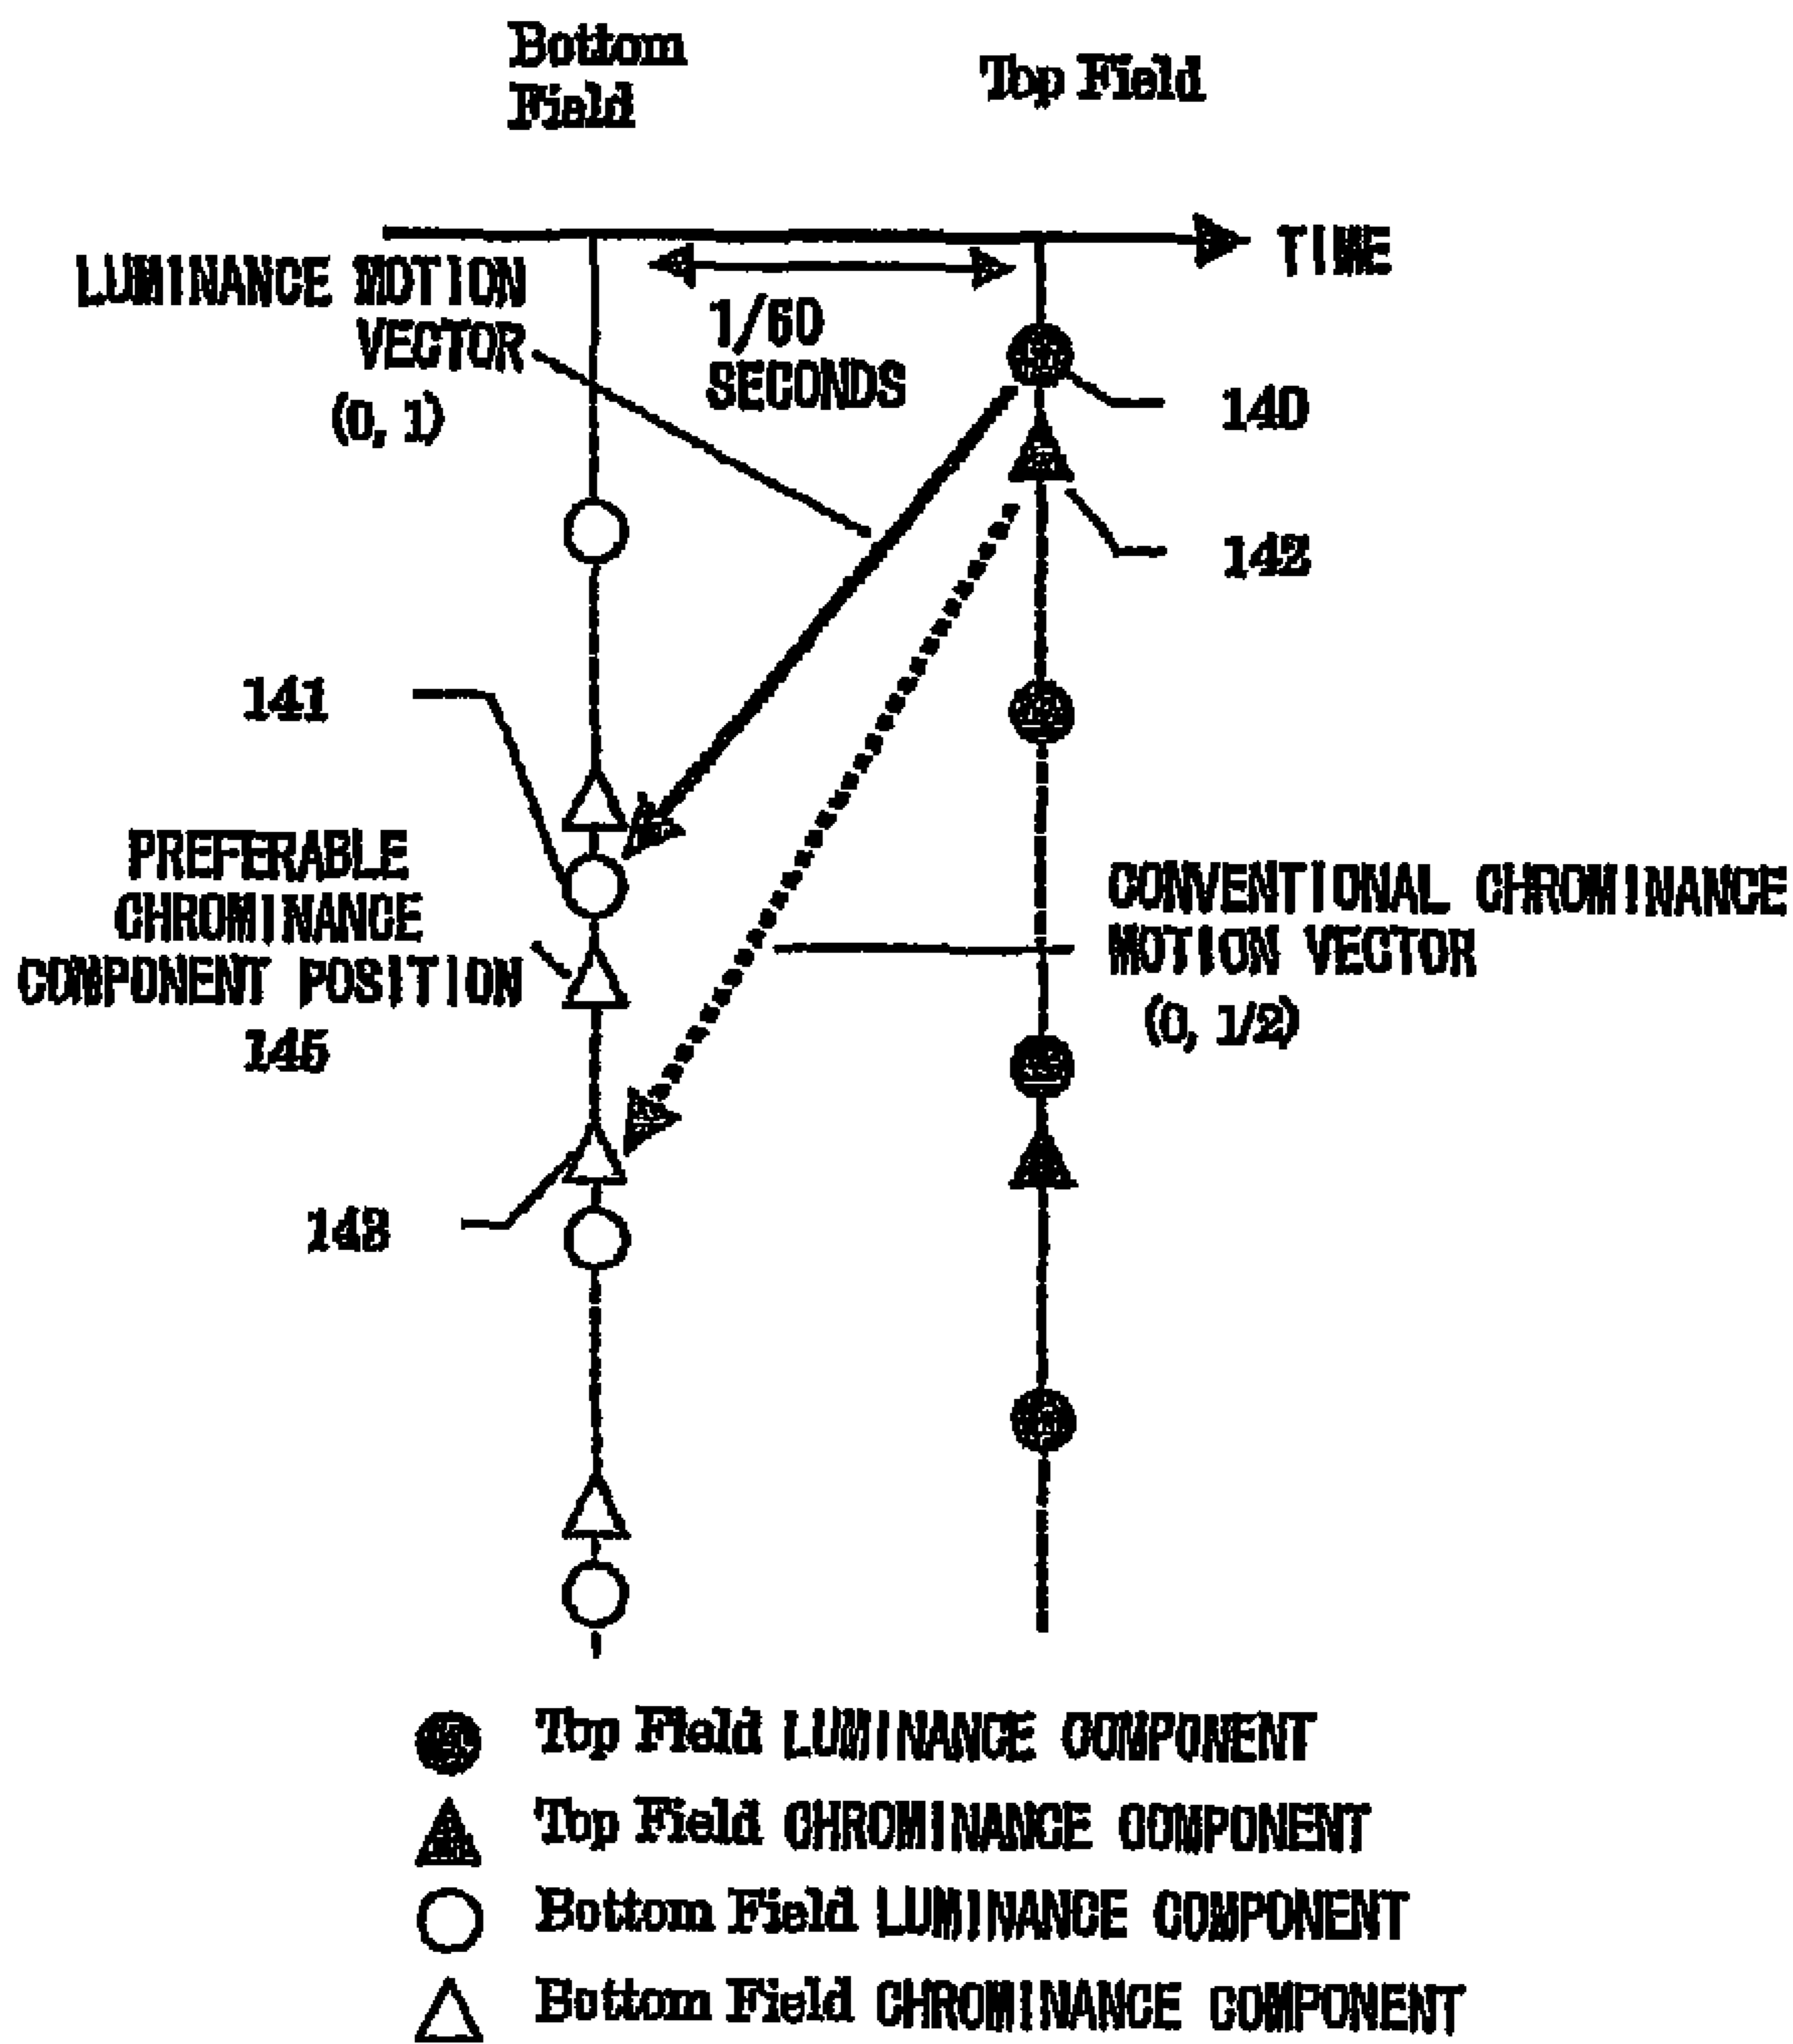 Bottom
Field
Top Field
TIME
LUMINANCE MOTION
VECTOR
(0, 1)
1/60
SECONDS
140
142
141
PREFERABLE
CHROMINANCE
COMPONENT POSITION
145
CONVENTIONAL CHROMINANCE
MOTION VECTOR
(0, 1/2)
143
Top Field LUMINANCE COMPONENT
Top Field CHROMINANCE COMPONENT
Bottom Field LUMINANCE COMPONENT
Bottom Field CHROMINANCE COMPONENT